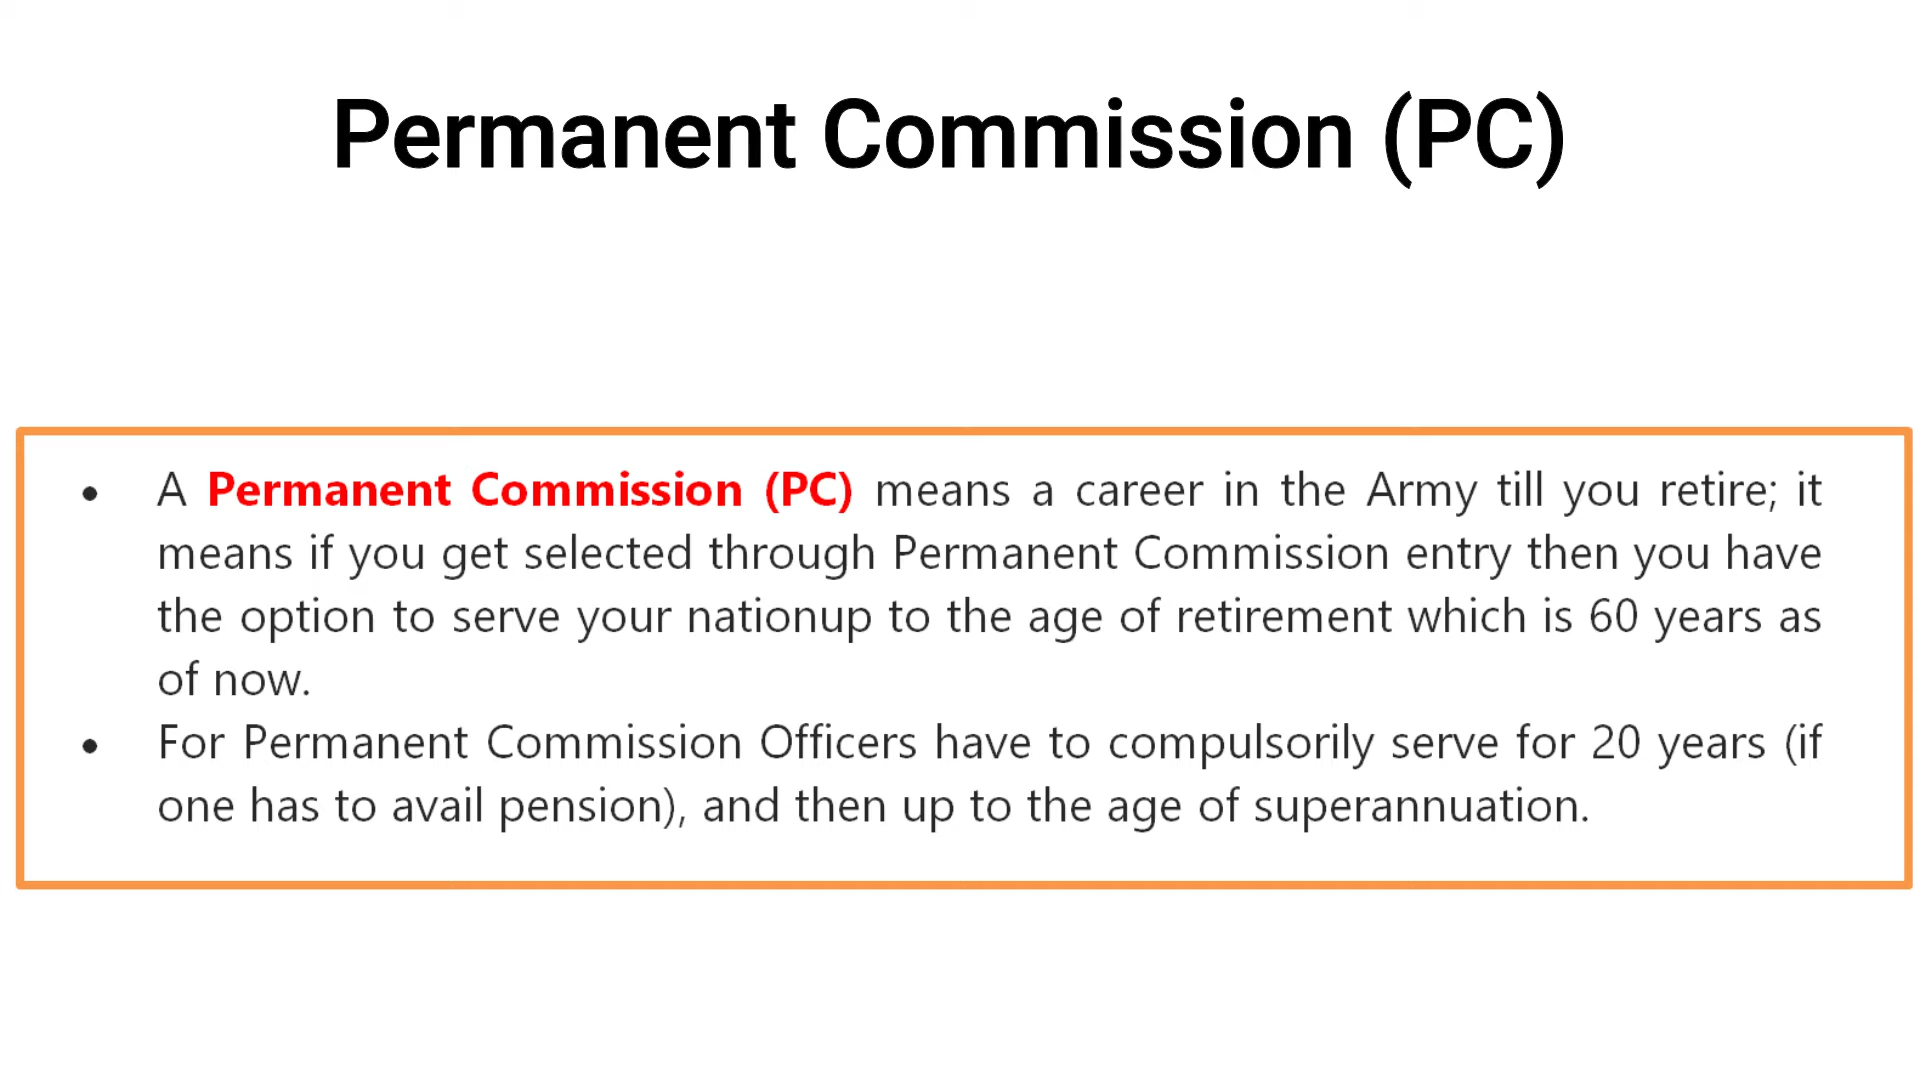 Permanent Commission (PC)
• A Permanent Commission (PC) means a career in the Army till you retire; it
means if you get selected through Permanent Commission entry then you have
the option to serve your nationup to the age of retirement which is 60 years as
of now.
• For Permanent Commission Officers have to compulsorily serve for 20 years (if
one has to avail pension), and then up to the age of superannuation.